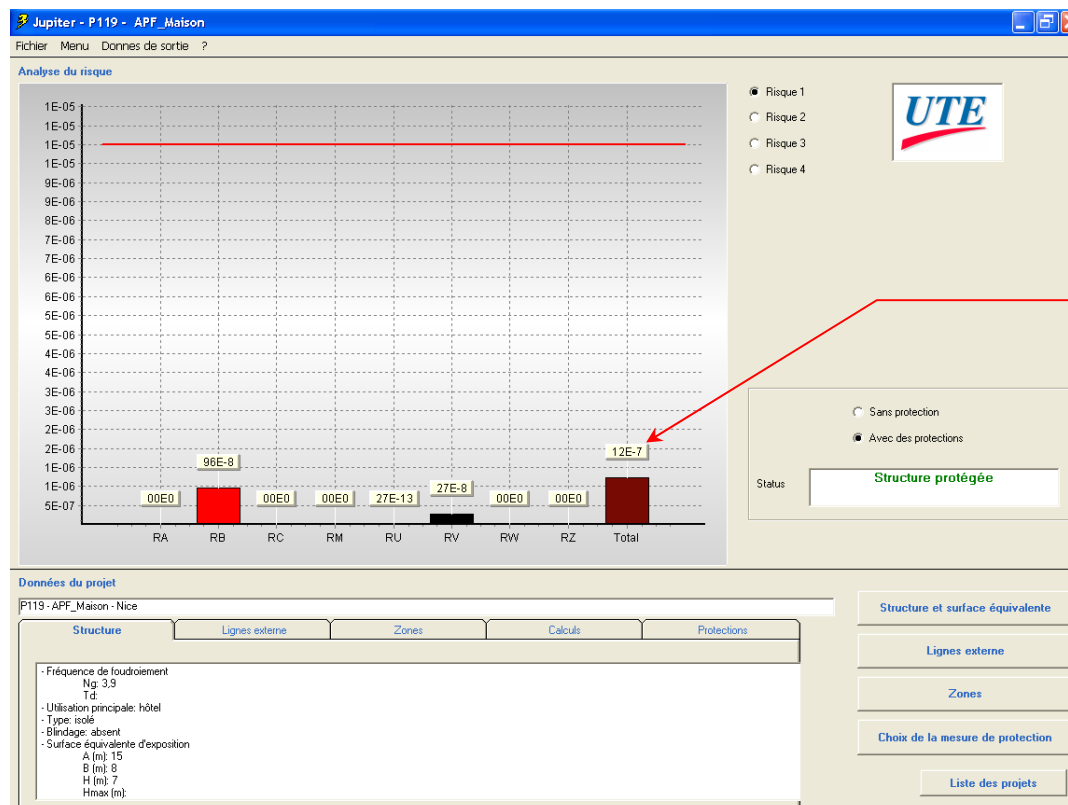 Jupiter - P119 - APF_Maison
Fichier Menu Donnes de sortie ?
Analyse du risque
1E-05
1E-05
1E-05
1E-05
9E-06
9E-06
8E-06
7E-06
7E-06
6E-06
6E-06
5E-06
5E-06
4E-06
4E-06
3E-06
3E-06
2E-06
2E-06
1E-06
1E-06
5E-07
00E0
96E-8
00E0
00E0
27E-13
27E-8
00E0
00E0
12E-7
RA RB RC RM RU RV RW RZ Total
Risque 1
Risque 2
Risque 3
Risque 4
UTE
Sans protection
Avec des protections
Status
Structure protégée
Données du projet
P119 - APF_Maison - Nice
Structure Lignes externe Zones Calculs Protections
- Fréquence de foudroiement
Ng: 3,9
Td:
- Utilisation principale: hôtel
- Type: isolé
- Blindage: absent
- Surface équivalente d'exposition
A (m): 15
B (m): 8
H (m): 7
Hmax (m):
Structure et surface équivalente
Lignes externe
Zones
Choix de la mesure de protection
Liste des projets